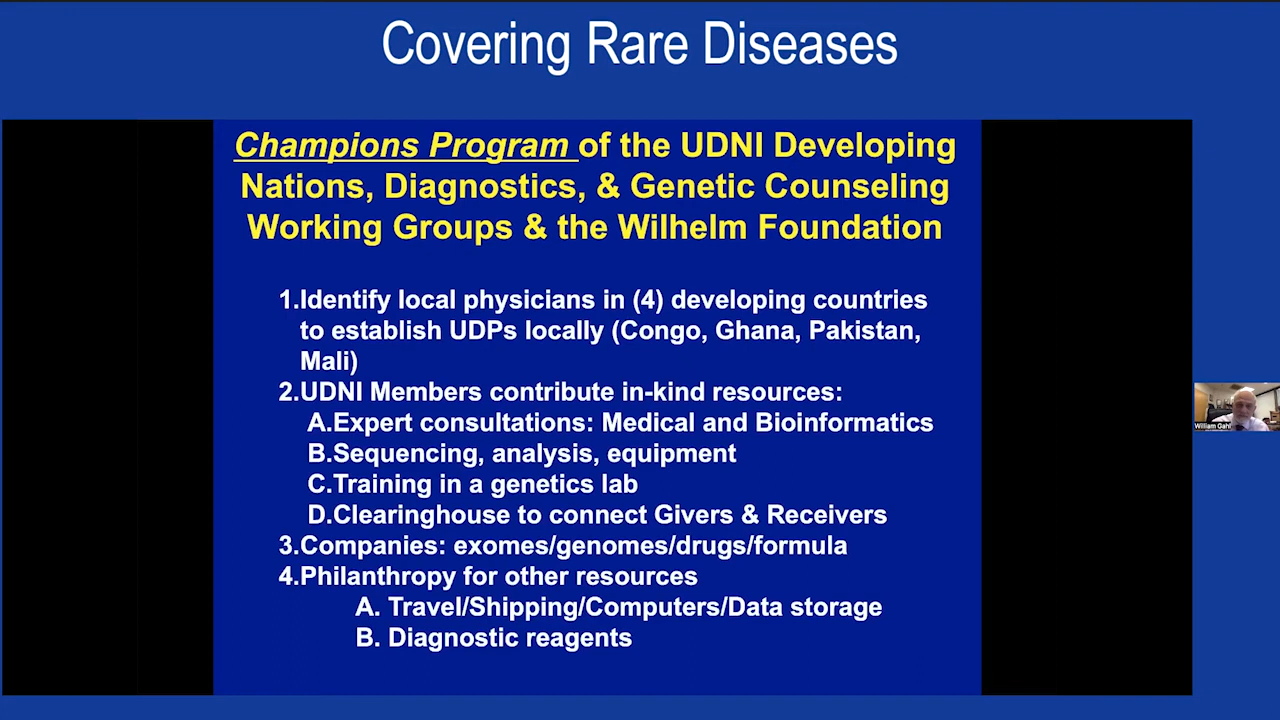 Covering Rare Diseases
Champions Program of the UDNI Developing
Nations, Diagnostics, & Genetic Counseling
Working Groups & the Wilhelm Foundation
1.Identify local physicians in (4) developing countries
to establish UDPs locally (Congo, Ghana, Pakistan,
Mali)
2.UDNI Members contribute in-kind resources:
A.Expert consultations: Medical and Bioinformatics
B.Sequencing, analysis, equipment
C.Training in a genetics lab
D.Clearinghouse to connect Givers & Receivers
3.Companies: exomes/genomes/drugs/formula
4.Philanthropy for other resources
A. Travel/Shipping/Computers/Data storage
B. Diagnostic reagents
William Gahl